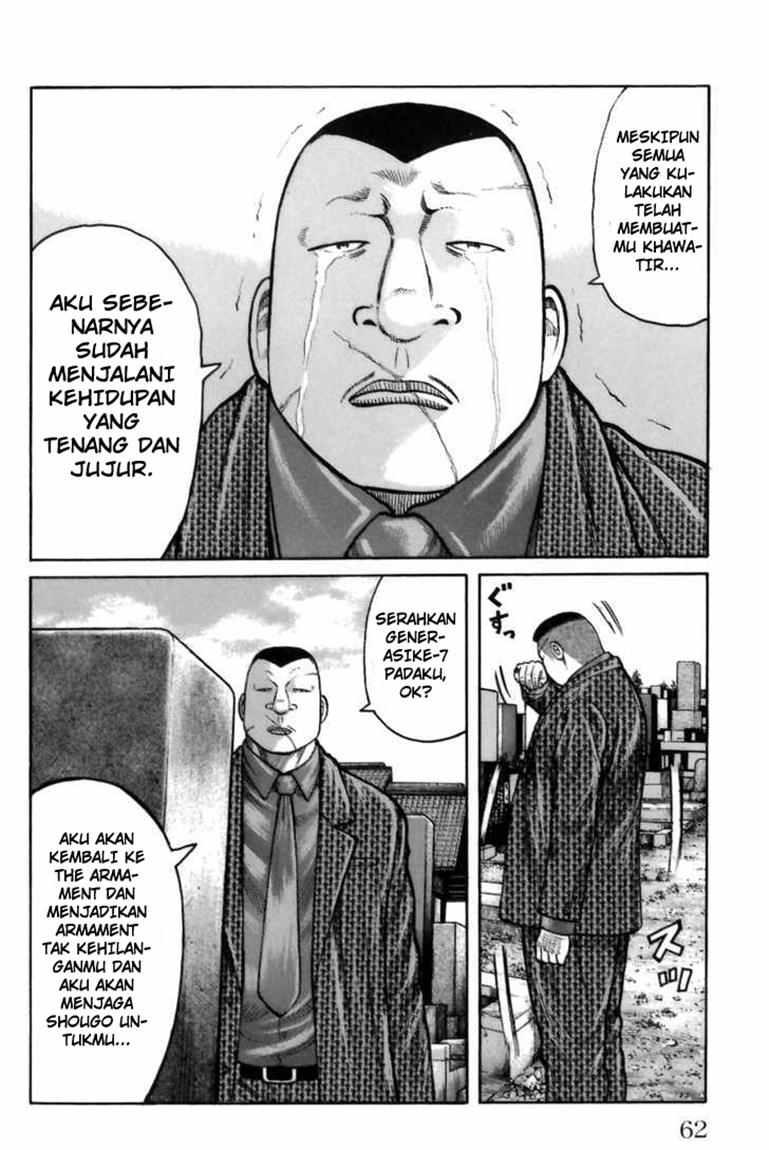 MESKIPUN
SEMUA
YANG KU-
LAKUKAN
TELAH
MEMBUAT-
MU KHAWA-
TIR...
AKU SEBE-
NARNYA
SUDAH
MENJALANI
KEHIDUPAN
YANG
TENANG DAN
JUJUR.
ぐすっ
スッ
SERAHKAN
GENER-
ASIKE-7
PADAKU,
OK?
AKU AKAN
KEMBALI KE
THE ARMA-
MENT DAN
MENJADIKAN
ARMAMENT
TAK KEHILAN-
GANMU DAN
AKU AKAN
MENJAGA
SHOUGO UN-
TUKMU...
62